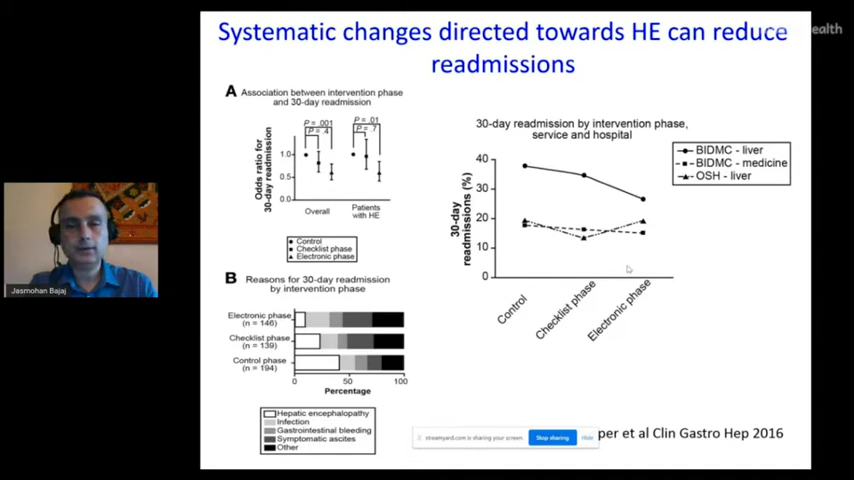 Systematic changes directed towards HE can reduce
readmissions
ealth
A Association between intervention phase
and 30-day readmission
P = .001
P = .4
P = .01
P = .7
Odds ratio for
30-day readmission
1.0
0.5
0.0
Overall
Patients
with HE
Control
Checklist phase
Electronic phase
B Reasons for 30-day readmission
by intervention phase
Electronic phase
(n = 146)
Checklist phase
(n = 139)
Control phase
(n = 194)
0 50 100
Percentage
Hepatic encephalopathy
Infection
Gastrointestinal bleeding
Symptomatic ascites
Other
30-day readmission by intervention phase,
service and hospital
BIDMC - liver
BIDMC - medicine
OSH - liver
30-day
readmissions (%)
40
30
20
10
0
Control
Checklist phase
Electronic phase
Jasmohan Bajaj
streamyard.com is sharing your screen.
Stop sharing
Hide
per et al Clin Gastro Hep 2016